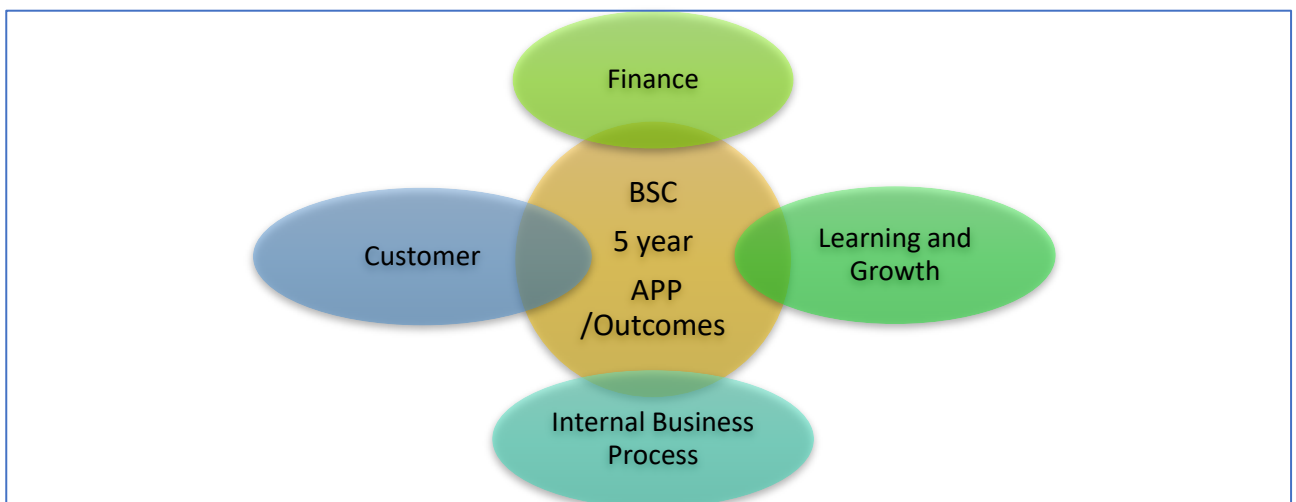 Finance
BSC
5 year
APP
/Outcomes
Customer
Learning and
Growth
Internal Business
Process